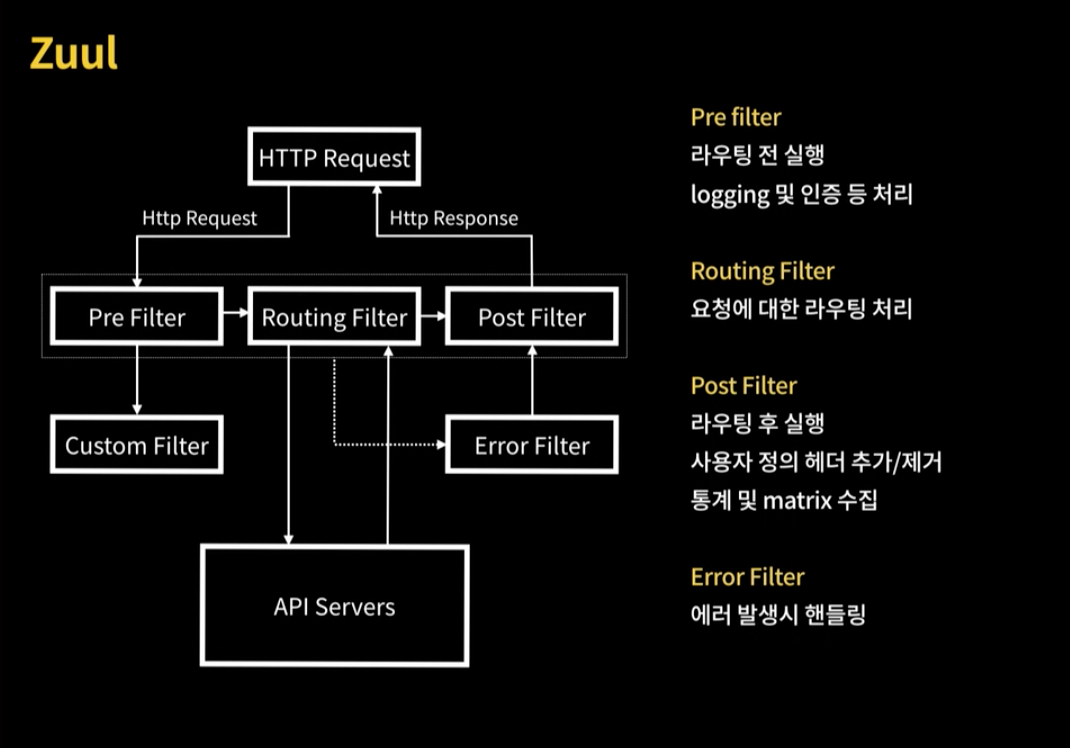 Zuul
HTTP Request
Http Request
Http Response
Pre Filter
Routing Filter
Post Filter
Custom Filter
Error Filter
API Servers
Pre filter
라우팅 전 실행
logging 및 인증 등 처리
Routing Filter
요청에 대한 라우팅 처리
Post Filter
라우팅 후 실행
사용자 정의 헤더 추가/제거
통계 및 matrix 수집
Error Filter
에러 발생시 핸들링